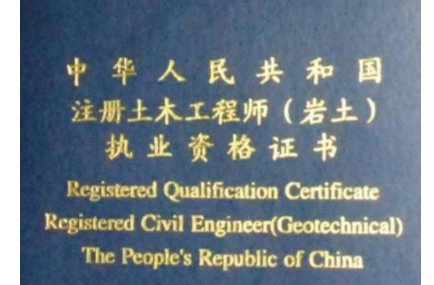 中华人民共和国
注册土木工程师（岩土）
执业资格证书
Registered Qualification Certificate
Registered Civil Engineer(Geotechnical)
The People's Republic of China